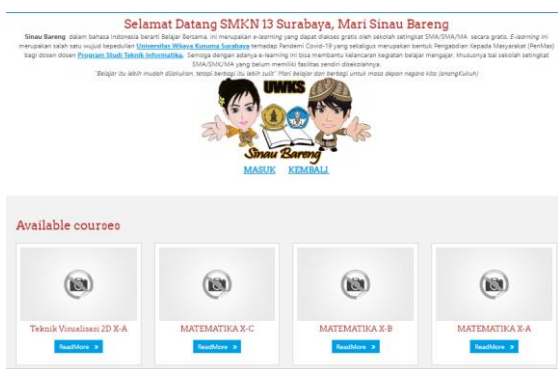 Selamat Datang SMKN 13 Surabaya, Mari Sinau Bareng
Sinau Bareng dalam bahasa Indonesia berarti Belajar Bersama, ini merupakan e-learning yang dapat diakses gratis oleh sekolah setingkat SMA/SMK/MA secara gratis. E-learning ini
merupakan salah satu wujud kepedulian Universitas Wijaya Kusuma Surabaya terhadap Pendemi Covid-19 yang sekaligus merupakan bentuk Pengabdian Kepada Masyarakat (PenMas)
bagi dosen dosen Program Studi Teknik Informatika. Semoga dengan adanya e-learning ini bisa membantu kelancaran kegiatan belajar mengajar, khususnya bai sekolah setingkat
SMA/SMK/MA yang belum memiliki fasilitas sendiri disekolahnya.
"Belajar itu lebih mudah dilakukan, tetapi berbagi itu lebih sulit" Mari belajar dan berbagi untuk masa depan negara kita (anangKukuh)
UWKS
Sinau Bareng
MASUK KEMBALI
Available courses
Teknik Visualisasi 2D X-A MATEMATIKA X-C MATEMATIKA X-B MATEMATIKA X-A
ReadMore » ReadMore » ReadMore » ReadMore »